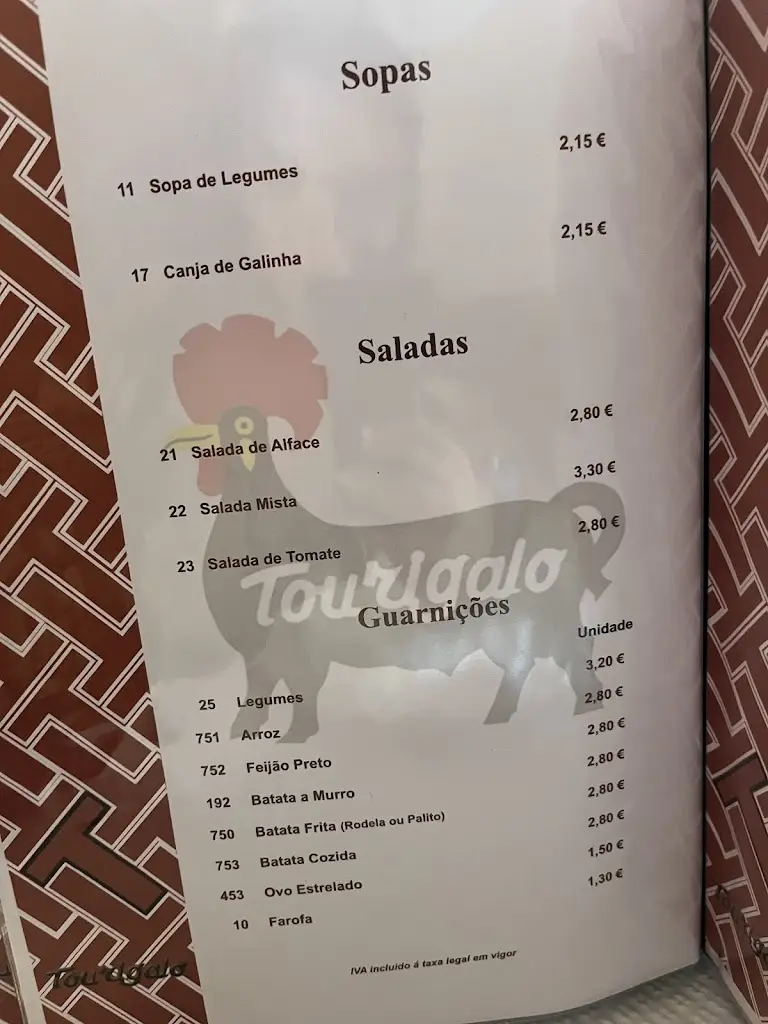 Sopas
11 Sopa de Legumes 2,15 €
17 Canja de Galinha 2,15 €
Saladas
21 Salada de Alface 2,80 €
22 Salada Mista 3,30 €
23 Salada de Tomate 2,80 €
Tourigalo
Guarnições
Unidade
25 Legumes 3,20 €
751 Arroz 2,80 €
752 Feijão Preto 2,80 €
192 Batata a Murro 2,80 €
750 Batata Frita (Rodela ou Palito) 2,80 €
753 Batata Cozida 2,80 €
453 Ovo Estrelado 1,50 €
10 Farofa 1,30 €
IVA incluido á taxa legal em vigor
Tourigalo